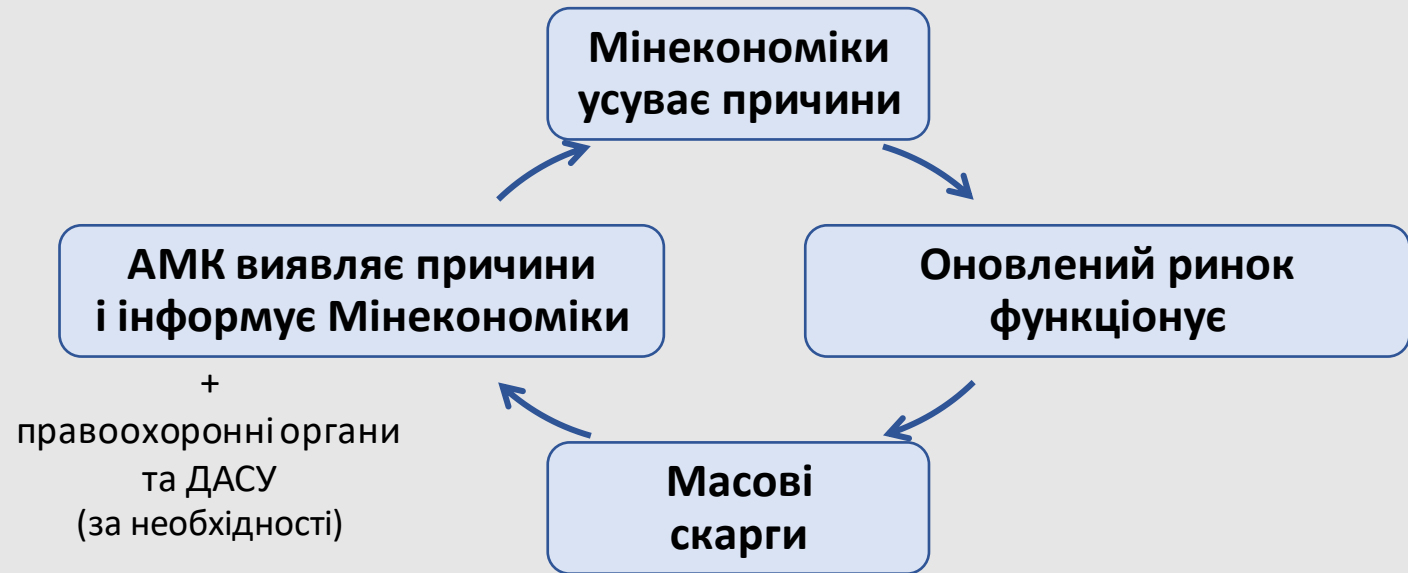 Мінекономіки
усуває причини
АМК виявляє причини
і інформує Мінекономіки
Оновлений ринок
функціонує
+
правоохоронні органи
та ДАСУ
(за необхідності)
Масові
скарги